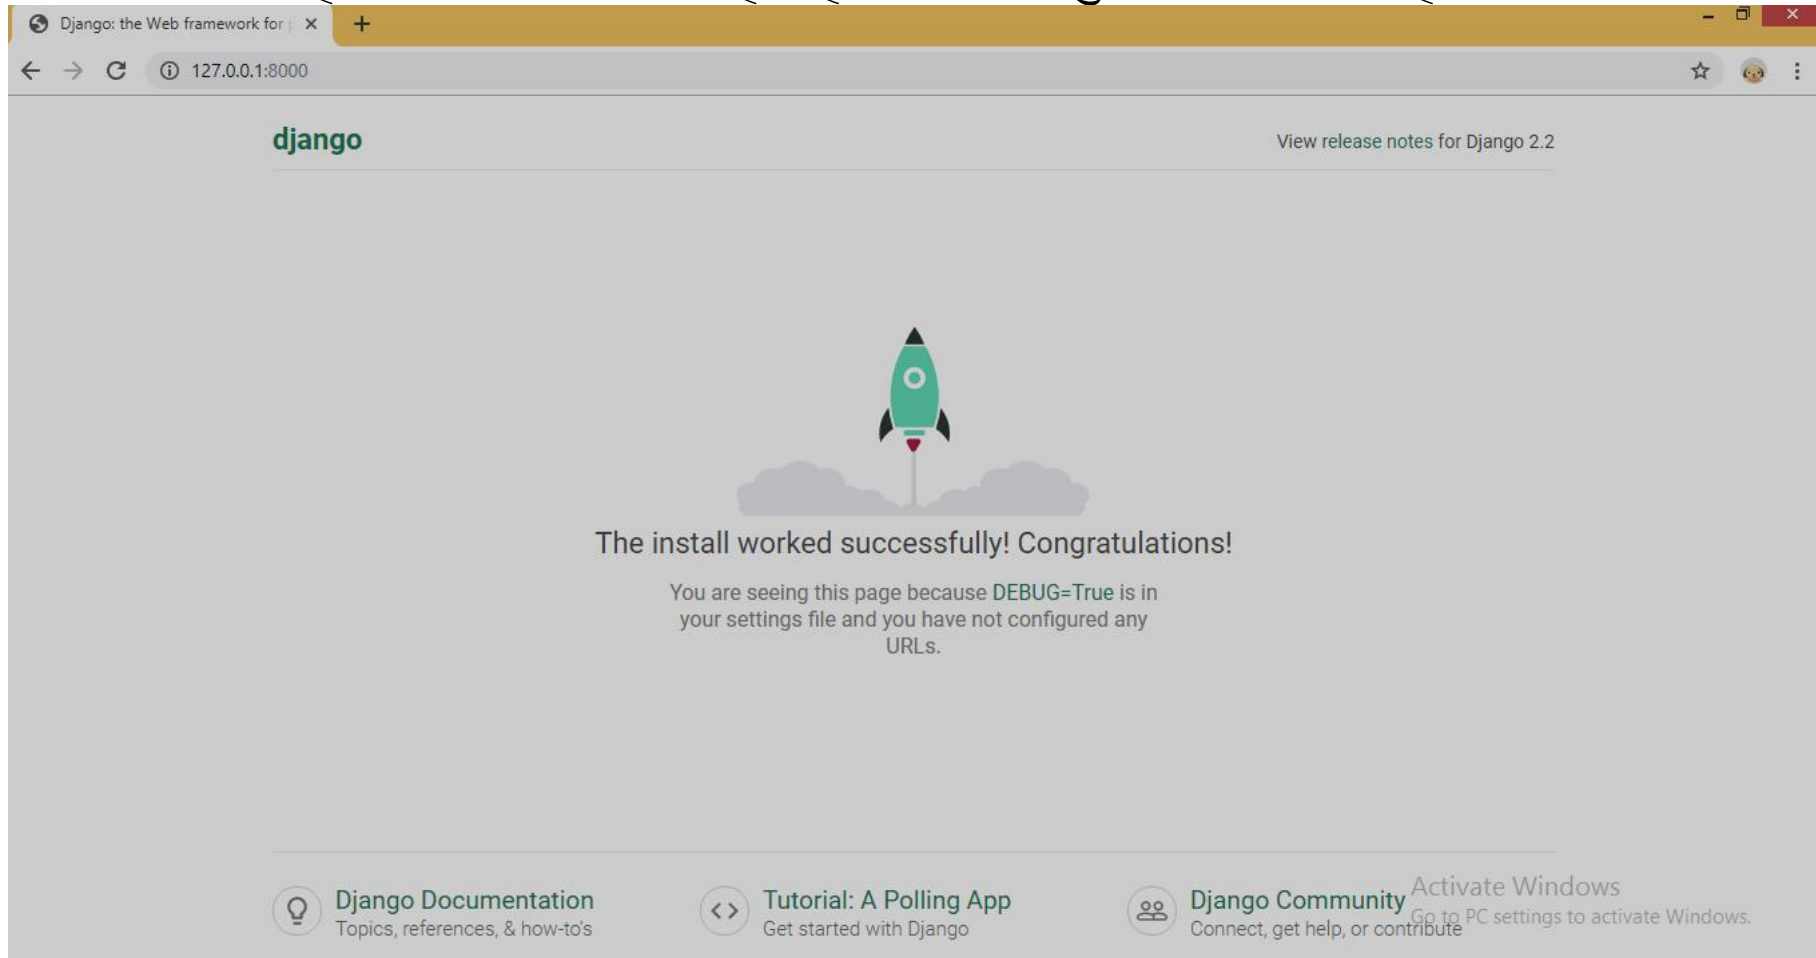 Django: the Web framework for
127.0.0.1:8000
django
View release notes for Django 2.2
The install worked successfully! Congratulations!
You are seeing this page because DEBUG=True is in
your settings file and you have not configured any
URLs.
Django Documentation
Topics, references, & how-to's
Tutorial: A Polling App
Get started with Django
Django Community
Connect, get help, or contribute
Activate Windows
Go to PC settings to activate Windows.